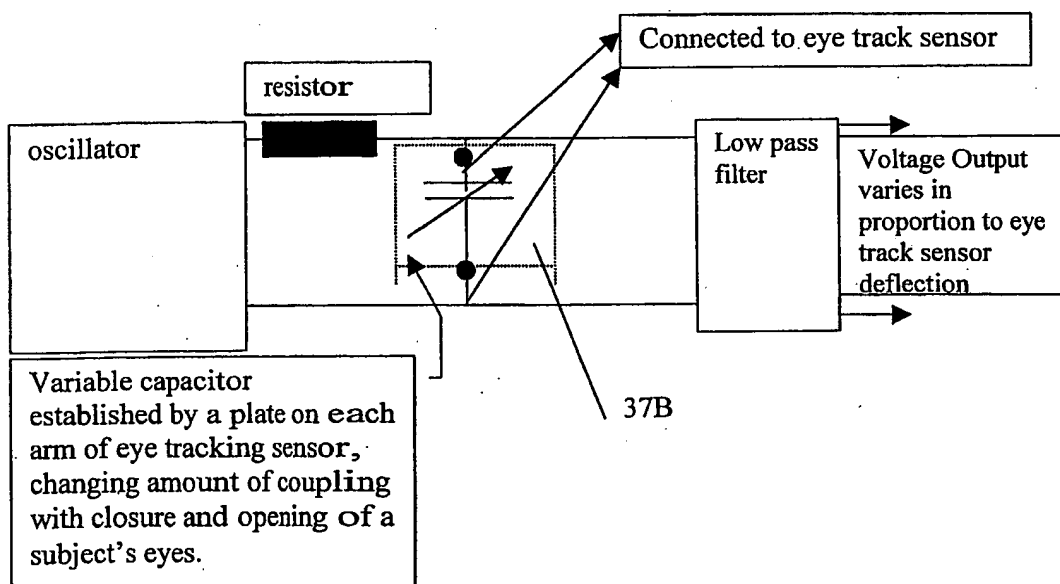 Connected to eye track sensor
resistor
oscillator
Low pass
filter
Voltage Output
varies in
proportion to eye
track sensor
deflection
Variable capacitor
established by a plate on each
arm of eye tracking sensor,
changing amount of coupling
with closure and opening of a
subject's eyes.
37B